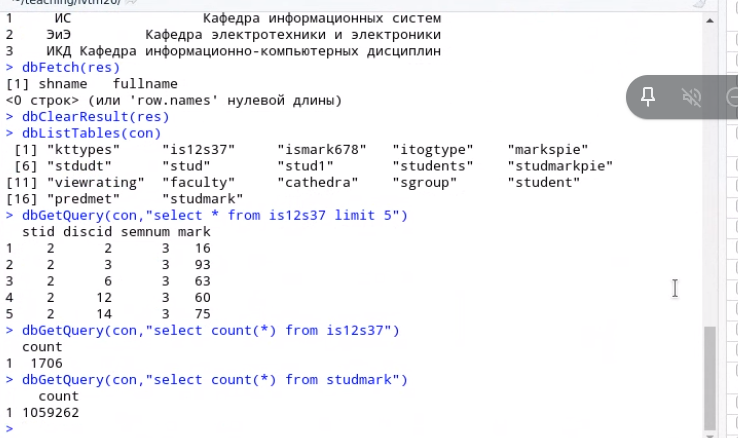 ~/teaching/ivtm20/
1 ИС Кафедра информационных систем
2 ЭиЭ Кафедра электротехники и электроники
3 ИКД Кафедра информационно-компьютерных дисциплин
> dbFetch(res)
[1] shname fullname
<0 строк> (или 'row.names' нулевой длины)
> dbClearResult(res)
> dbListTables(con)
[1] "kttypes" "is12s37" "ismark678" "itogtype" "markspie"
[6] "stdudt" "stud" "stud1" "students" "studmarkpie"
[11] "viewrating" "faculty" "cathedra" "sgroup" "student"
[16] "predmet" "studmark"
> dbGetQuery(con,"select * from is12s37 limit 5")
stid discid semnum mark
1 2 2 3 16
2 2 3 3 93
3 2 6 3 63
4 2 12 3 60
5 2 14 3 75
> dbGetQuery(con,"select count(*) from is12s37")
count
1 1706
> dbGetQuery(con,"select count(*) from studmark")
count
1 1059262
>